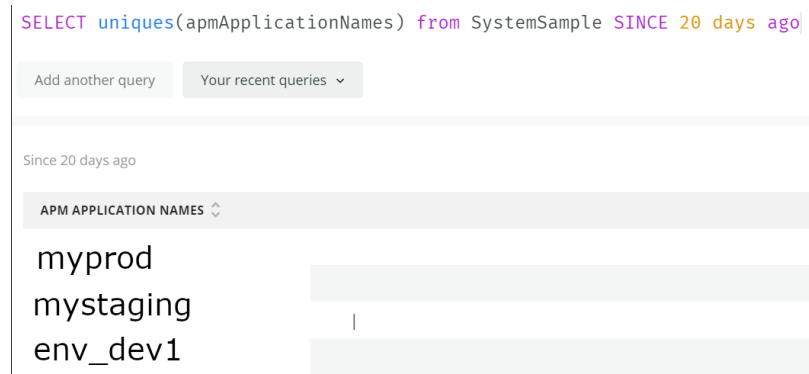 SELECT uniques(apmApplicationNames) from SystemSample SINCE 20 days ago
Add another query Your recent queries
Since 20 days ago
APM APPLICATION NAMES
myprod
mystaging
env_dev1